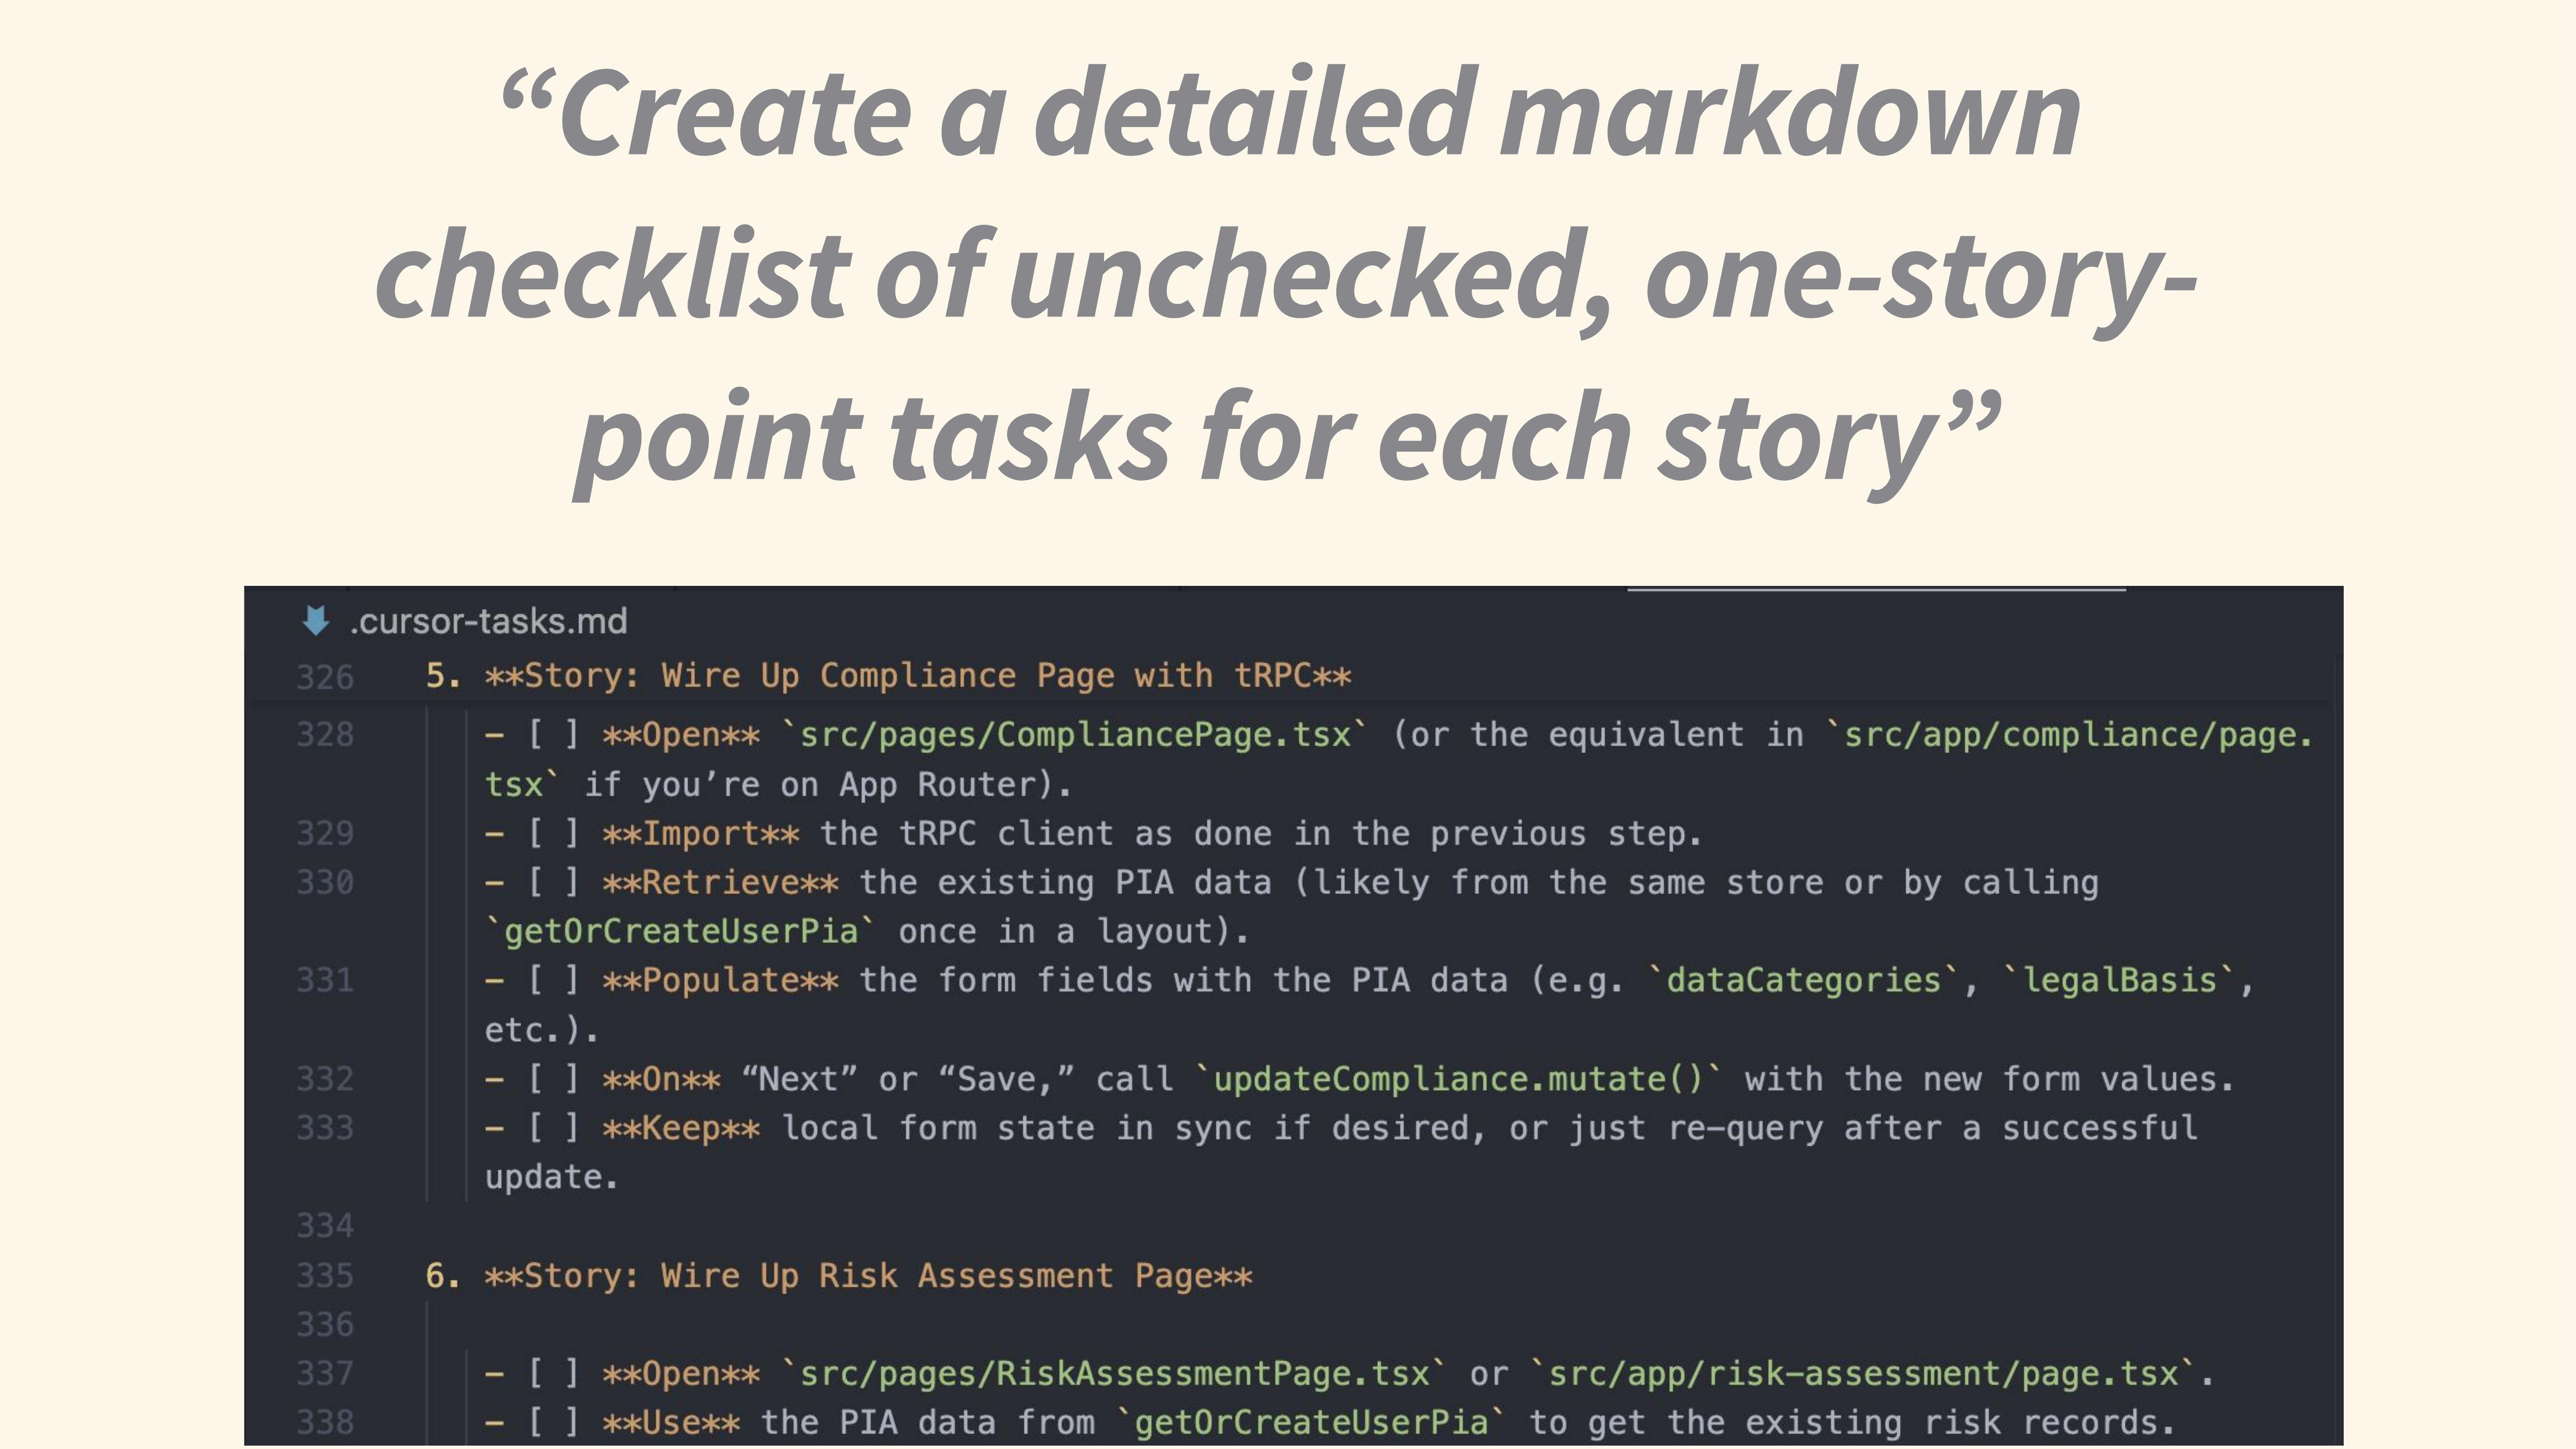 “Create a detailed markdown
checklist of unchecked, one-story-
point tasks for each story”
.cursor-tasks.md
326 5. **Story: Wire Up Compliance Page with tRPC**
328 - [ ] **Open** `src/pages/CompliancePage.tsx` (or the equivalent in `src/app/compliance/page.
tsx` if you’re on App Router).
329 - [ ] **Import** the tRPC client as done in the previous step.
330 - [ ] **Retrieve** the existing PIA data (likely from the same store or by calling
`getOrCreateUserPia` once in a layout).
331 - [ ] **Populate** the form fields with the PIA data (e.g. `dataCategories`, `legalBasis`,
etc.).
332 - [ ] **On** “Next” or “Save,” call `updateCompliance.mutate()` with the new form values.
333 - [ ] **Keep** local form state in sync if desired, or just re-query after a successful
update.
334
335 6. **Story: Wire Up Risk Assessment Page**
336
337 - [ ] **Open** `src/pages/RiskAssessmentPage.tsx` or `src/app/risk-assessment/page.tsx`.
338 - [ ] **Use** the PIA data from `getOrCreateUserPia` to get the existing risk records.